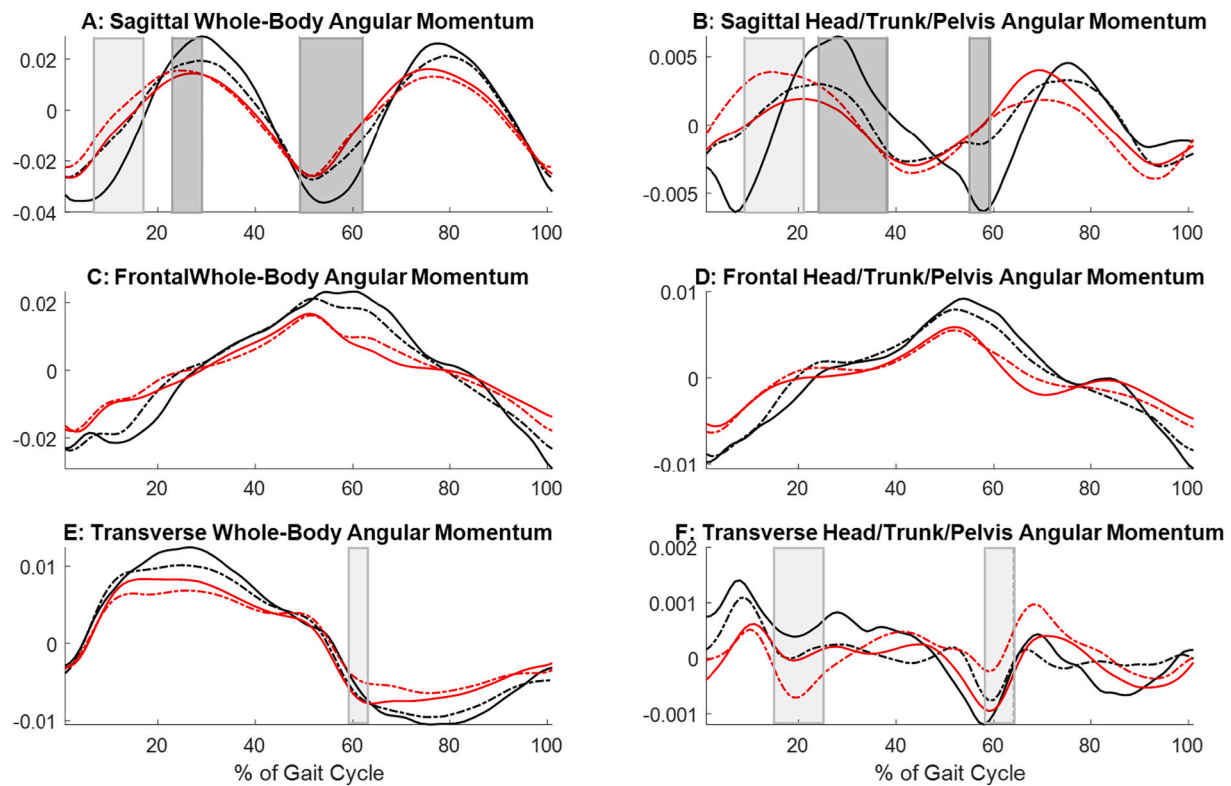 A: Sagittal Whole-Body Angular Momentum
0.02
0
-0.02
-0.04
20 40 60 80 100
B: Sagittal Head/Trunk/Pelvis Angular Momentum
0.005
0
-0.005
20 40 60 80 100
C: FrontalWhole-Body Angular Momentum
0.02
0
-0.02
20 40 60 80 100
D: Frontal Head/Trunk/Pelvis Angular Momentum
0.01
0
-0.01
20 40 60 80 100
E: Transverse Whole-Body Angular Momentum
0.01
0
-0.01
20 40 60 80 100
% of Gait Cycle
F: Transverse Head/Trunk/Pelvis Angular Momentum
0.002
0.001
0
-0.001
20 40 60 80 100
% of Gait Cycle